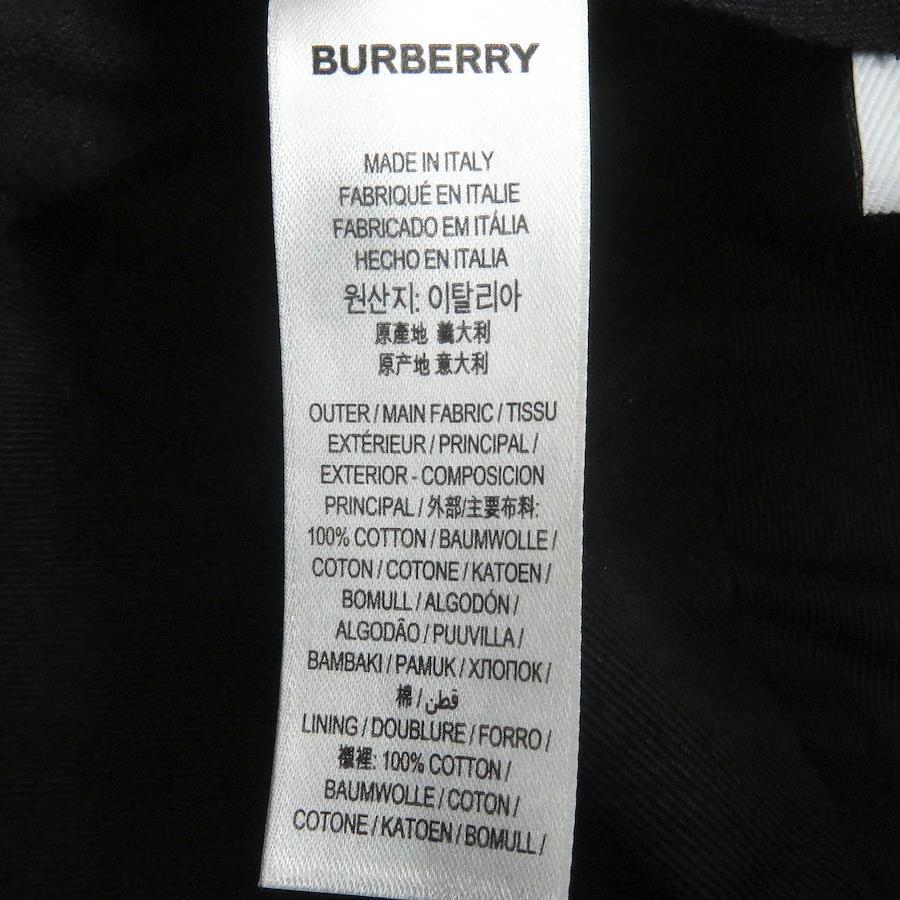 BURBERRY
MADE IN ITALY
FABRIQUÉ EN ITALIE
FABRICADO EM ITÁLIA
HECHO EN ITALIA
원산지: 이탈리아
原產地 義大利
原产地 意大利
OUTER / MAIN FABRIC / TISSU
EXTÉRIEUR / PRINCIPAL /
EXTERIOR - COMPOSICION
PRINCIPAL / 外部/主要布料:
100% COTTON / BAUMWOLLE /
COTON / COTONE / KATOEN /
BOMULL / ALGODÓN /
ALGODÃO / PUUVILLA /
BAMBAKI / PAMUK / ХЛОПОК /
棉 / قطن
LINING / DOUBLURE / FORRO /
襯裡: 100% COTTON /
BAUMWOLLE / COTON /
COTONE / KATOEN / BOMULL /